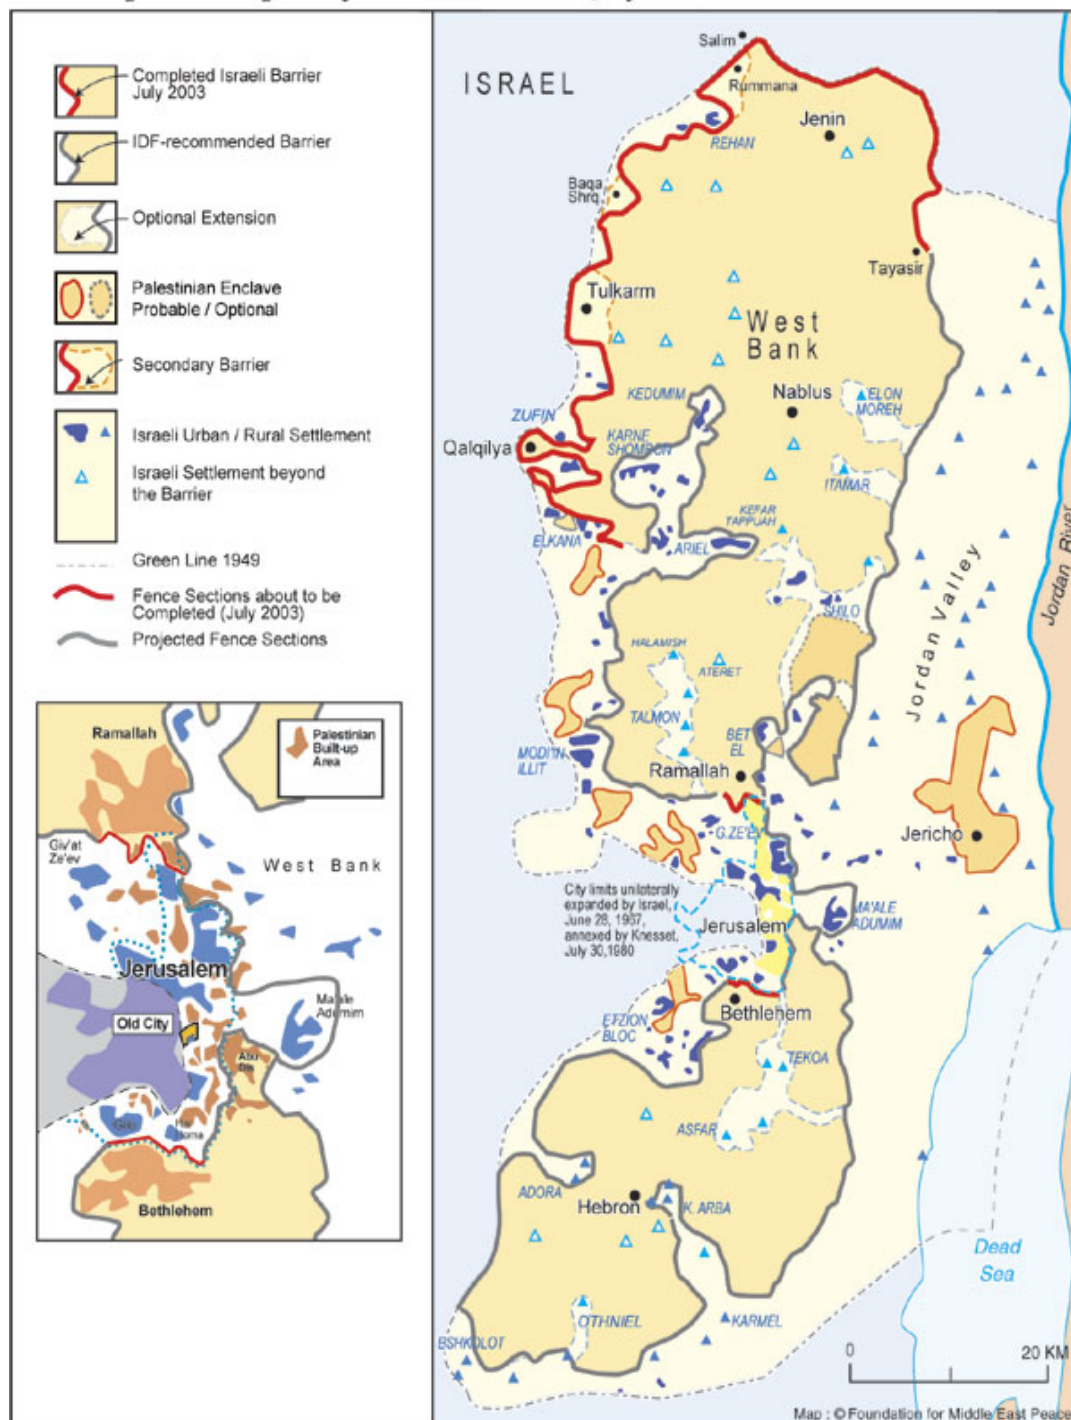 Completed Israeli Barrier
July 2003
IDF-recommended Barrier
Optional Extension
Palestinian Enclave
Probable / Optional
Secondary Barrier
Israeli Urban / Rural Settlement
Israeli Settlement beyond
the Barrier
Green Line 1949
Fence Sections about to be
Completed (July 2003)
Projected Fence Sections
Ramallah
Palestinian
Built-up
Area
Giv'at
Ze'ev
West Bank
Jerusalem
Old City
Ma'ale
Adumim
Abu
Dis
Gilo
Har
Homa
Bethlehem
ISRAEL
Salim
Rummana
Jenin
REHAN
Baqa
Shrq.
Tayasir
Tulkarm
West
Bank
KEDUMIM
Nablus
ELON
MOREH
ZUFIN
KARNE
SHOMRON
Qalqilya
ITAMAR
KEFAR
TAPPUAH
ELKANA
ARIEL
SHILO
Jordan Valley
Jordan River
HALAMISH
ATERET
TALMON
BET
EL
MODI'IN
ILLIT
Ramallah
G.ZE'EV
Jericho
City limits unilaterally
expanded by Israel,
June 28, 1967,
annexed by Knesset,
July 30,1980
Jerusalem
MA'ALE
ADUMIM
Bethlehem
EFZION
BLOC
TEKOA
ASFAR
ADORA
Hebron
K. ARBA
Dead
Sea
OTHNIEL
KARMEL
BSHKOLOT
0 20 KM
Map : © Foundation for Middle East Peace